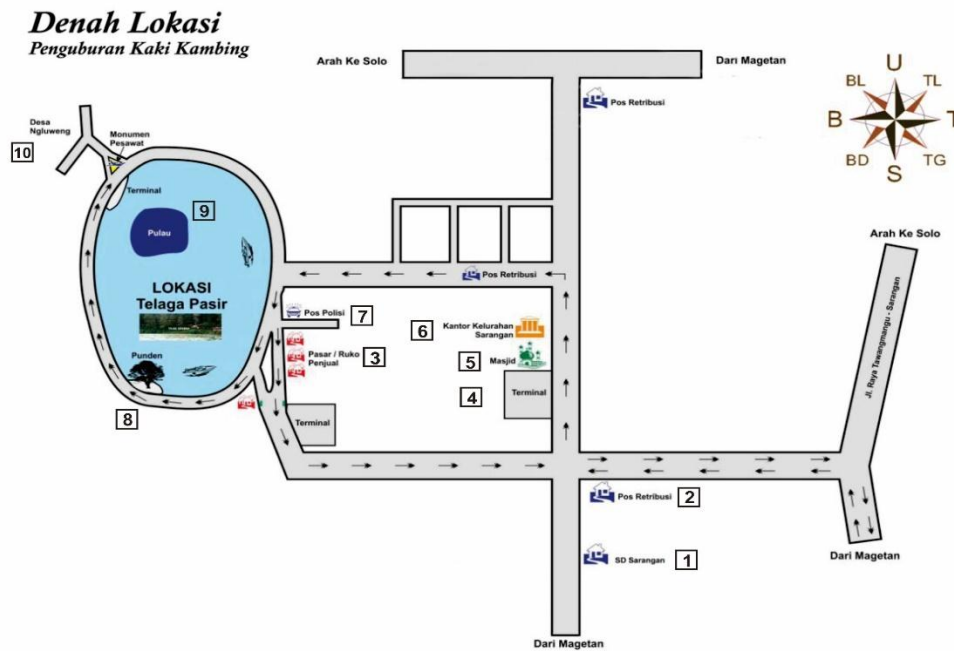 Denah Lokasi
Penguburan Kaki Kambing
Arah Ke Solo
Dari Magetan
Pos Retribusi
U
BL
TL
B
T
BD
TG
S
Desa
Ngluweng
10
Monumen
Pesawat
Terminal
9
Pulau
LOKASI
Telaga Pasir
Pos Retribusi
Arah Ke Solo
Jl. Raya Tawangmangu - Sarangan
Pos Polisi
7
6
Kantor Kelurahan
Sarangan
Pasar / Ruko
Penjual
3
5
Masjid
Punden
4
Terminal
8
Terminal
Pos Retribusi
2
SD Sarangan
1
Dari Magetan
Dari Magetan